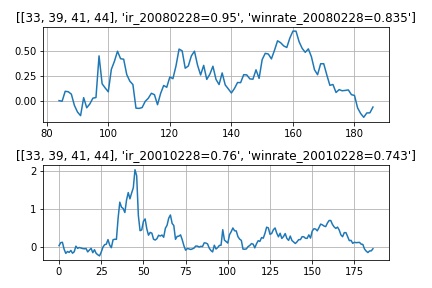 [[33, 39, 41, 44], 'ir_20080228=0.95', 'winrate_20080228=0.835']
0.50
0.25
0.00
80 100 120 140 160 180
[[33, 39, 41, 44], 'ir_20010228=0.76', 'winrate_20010228=0.743']
2
1
0
0 25 50 75 100 125 150 175